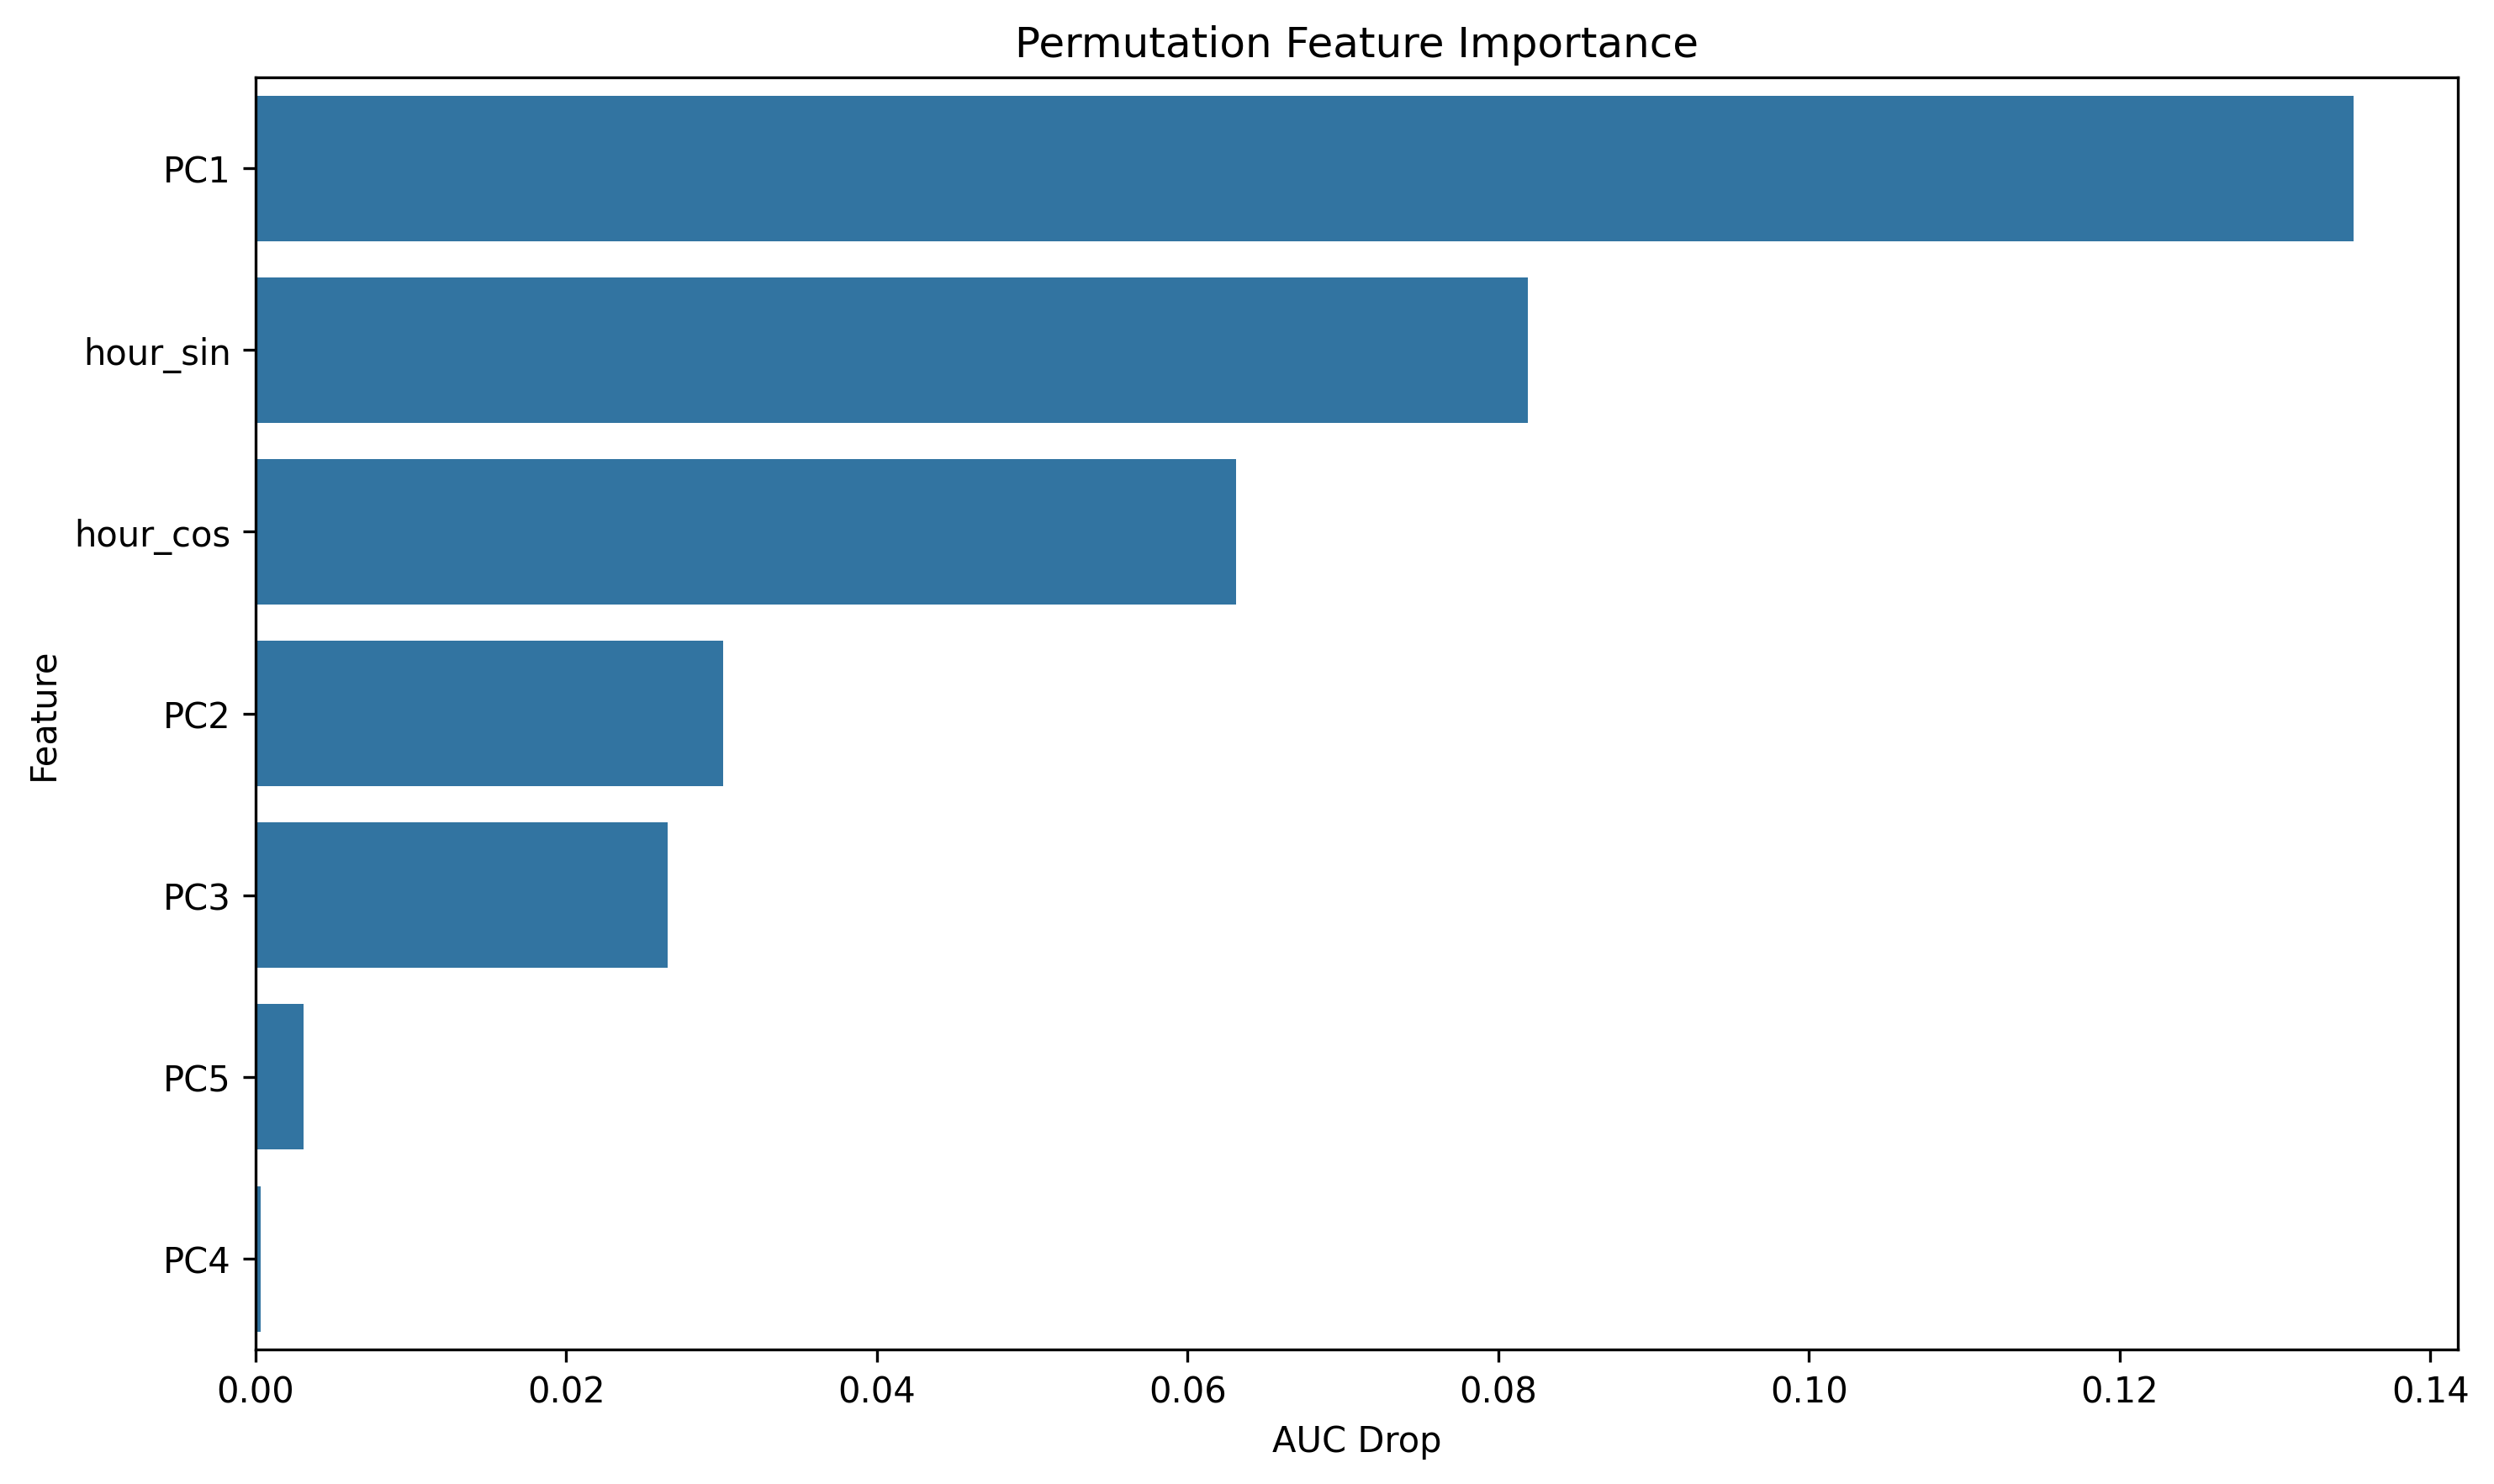 Permutation Feature Importance
PC1
hour_sin
hour_cos
PC2
PC3
PC5
PC4
Feature
0.00 0.02 0.04 0.06 0.08 0.10 0.12 0.14
AUC Drop